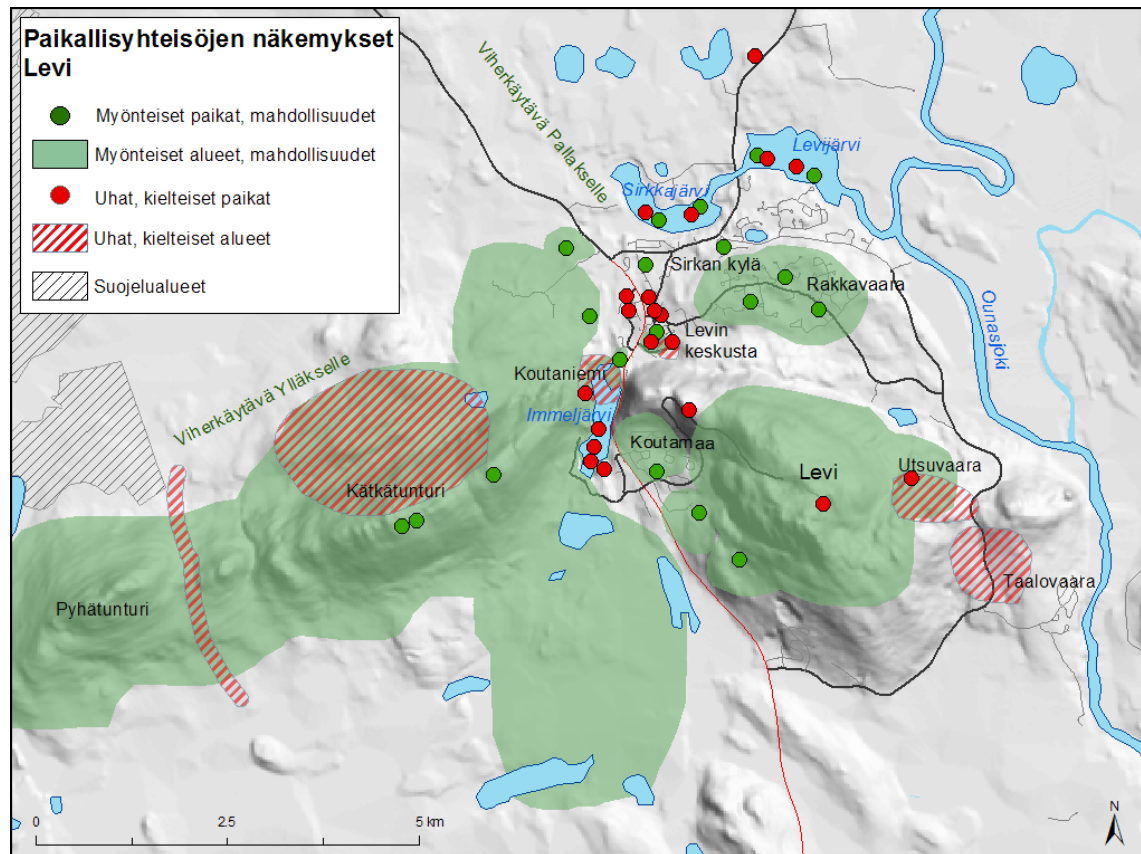 Paikallisyhteisöjen näkemykset
Levi
Myönteiset paikat, mahdollisuudet
Myönteiset alueet, mahdollisuudet
Uhat, kielteiset paikat
Uhat, kielteiset alueet
Suojelualueet
Viherkäytävä Pallakselle
Levijärvi
Sirkkajärvi
Sirkan kylä
Rakkavaara
Ounasjoki
Levin
keskusta
Koutaniemi
Viherkäytävä Ylläkselle
Immeljärvi
Koutamaa
Levi
Utsuvaara
Kätkätunturi
Taalovaara
Pyhätunturi
0 2.5 5 km
N